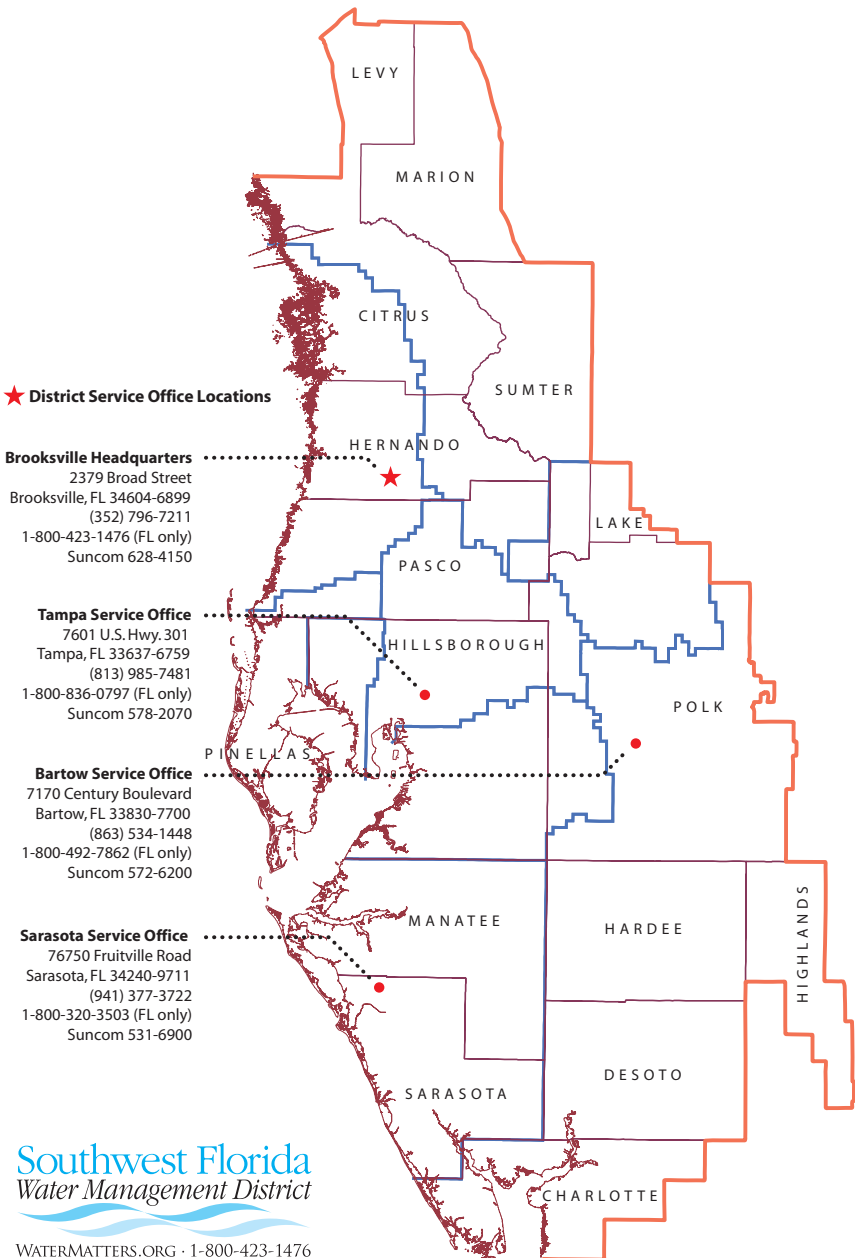 LEVY
MARION
CITRUS
SUMTER
★ District Service Office Locations
HERNANDO
Brooksville Headquarters
2379 Broad Street
Brooksville, FL 34604-6899
(352) 796-7211
1-800-423-1476 (FL only)
Suncom 628-4150
LAKE
PASCO
Tampa Service Office
7601 U.S. Hwy. 301
Tampa, FL 33637-6759
(813) 985-7481
1-800-836-0797 (FL only)
Suncom 578-2070
HILLSBOROUGH
POLK
PINELLAS
Bartow Service Office
7170 Century Boulevard
Bartow, FL 33830-7700
(863) 534-1448
1-800-492-7862 (FL only)
Suncom 572-6200
MANATEE
HARDEE
HIGHLANDS
Sarasota Service Office
76750 Fruitville Road
Sarasota, FL 34240-9711
(941) 377-3722
1-800-320-3503 (FL only)
Suncom 531-6900
DESOTO
SARASOTA
CHARLOTTE
Southwest Florida
Water Management District
WATERMATTERS.ORG · 1-800-423-1476